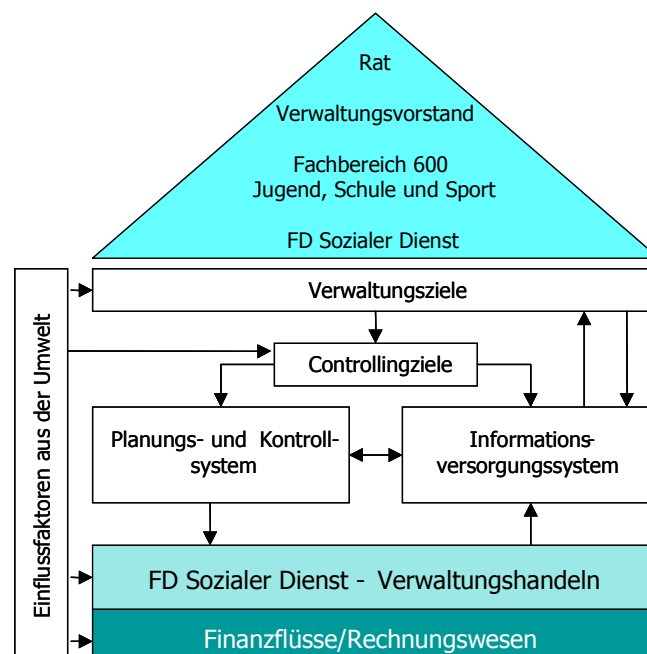 Rat
Verwaltungsvorstand
Fachbereich 600
Jugend, Schule und Sport
FD Sozialer Dienst
Einflussfaktoren aus der Umwelt
Verwaltungsziele
Controllingziele
Planungs- und Kontroll-
system
Informations-
versorgungssystem
FD Sozialer Dienst - Verwaltungshandeln
Finanzflüsse/Rechnungswesen